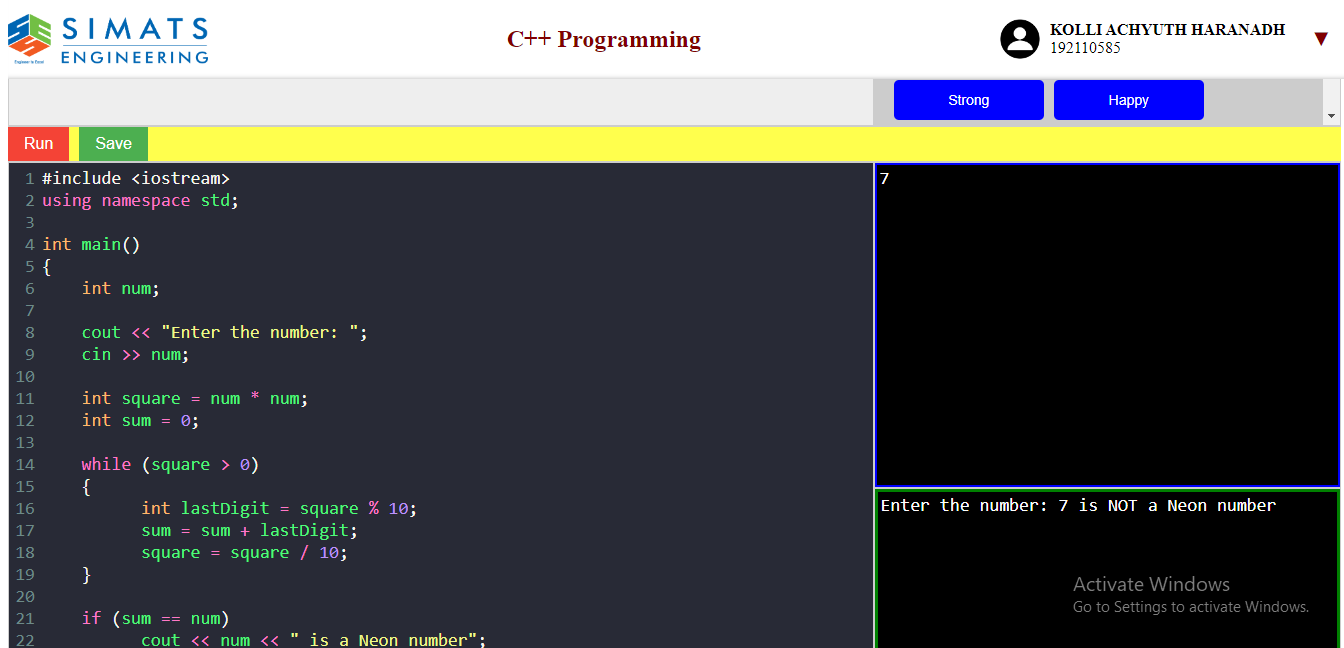 SIMATS
ENGINEERING
Engineer to Excel
C++ Programming
KOLLI ACHYUTH HARANADH
192110585
▼
Strong
Happy
Run
Save
1 #include <iostream>
2 using namespace std;
3
4 int main()
5 {
6     int num;
7
8     cout << "Enter the number: ";
9     cin >> num;
10
11     int square = num * num;
12     int sum = 0;
13
14     while (square > 0)
15     {
16           int lastDigit = square % 10;
17           sum = sum + lastDigit;
18           square = square / 10;
19     }
20
21     if (sum == num)
22           cout << num << " is a Neon number";
7
Enter the number: 7 is NOT a Neon number
Activate Windows
Go to Settings to activate Windows.